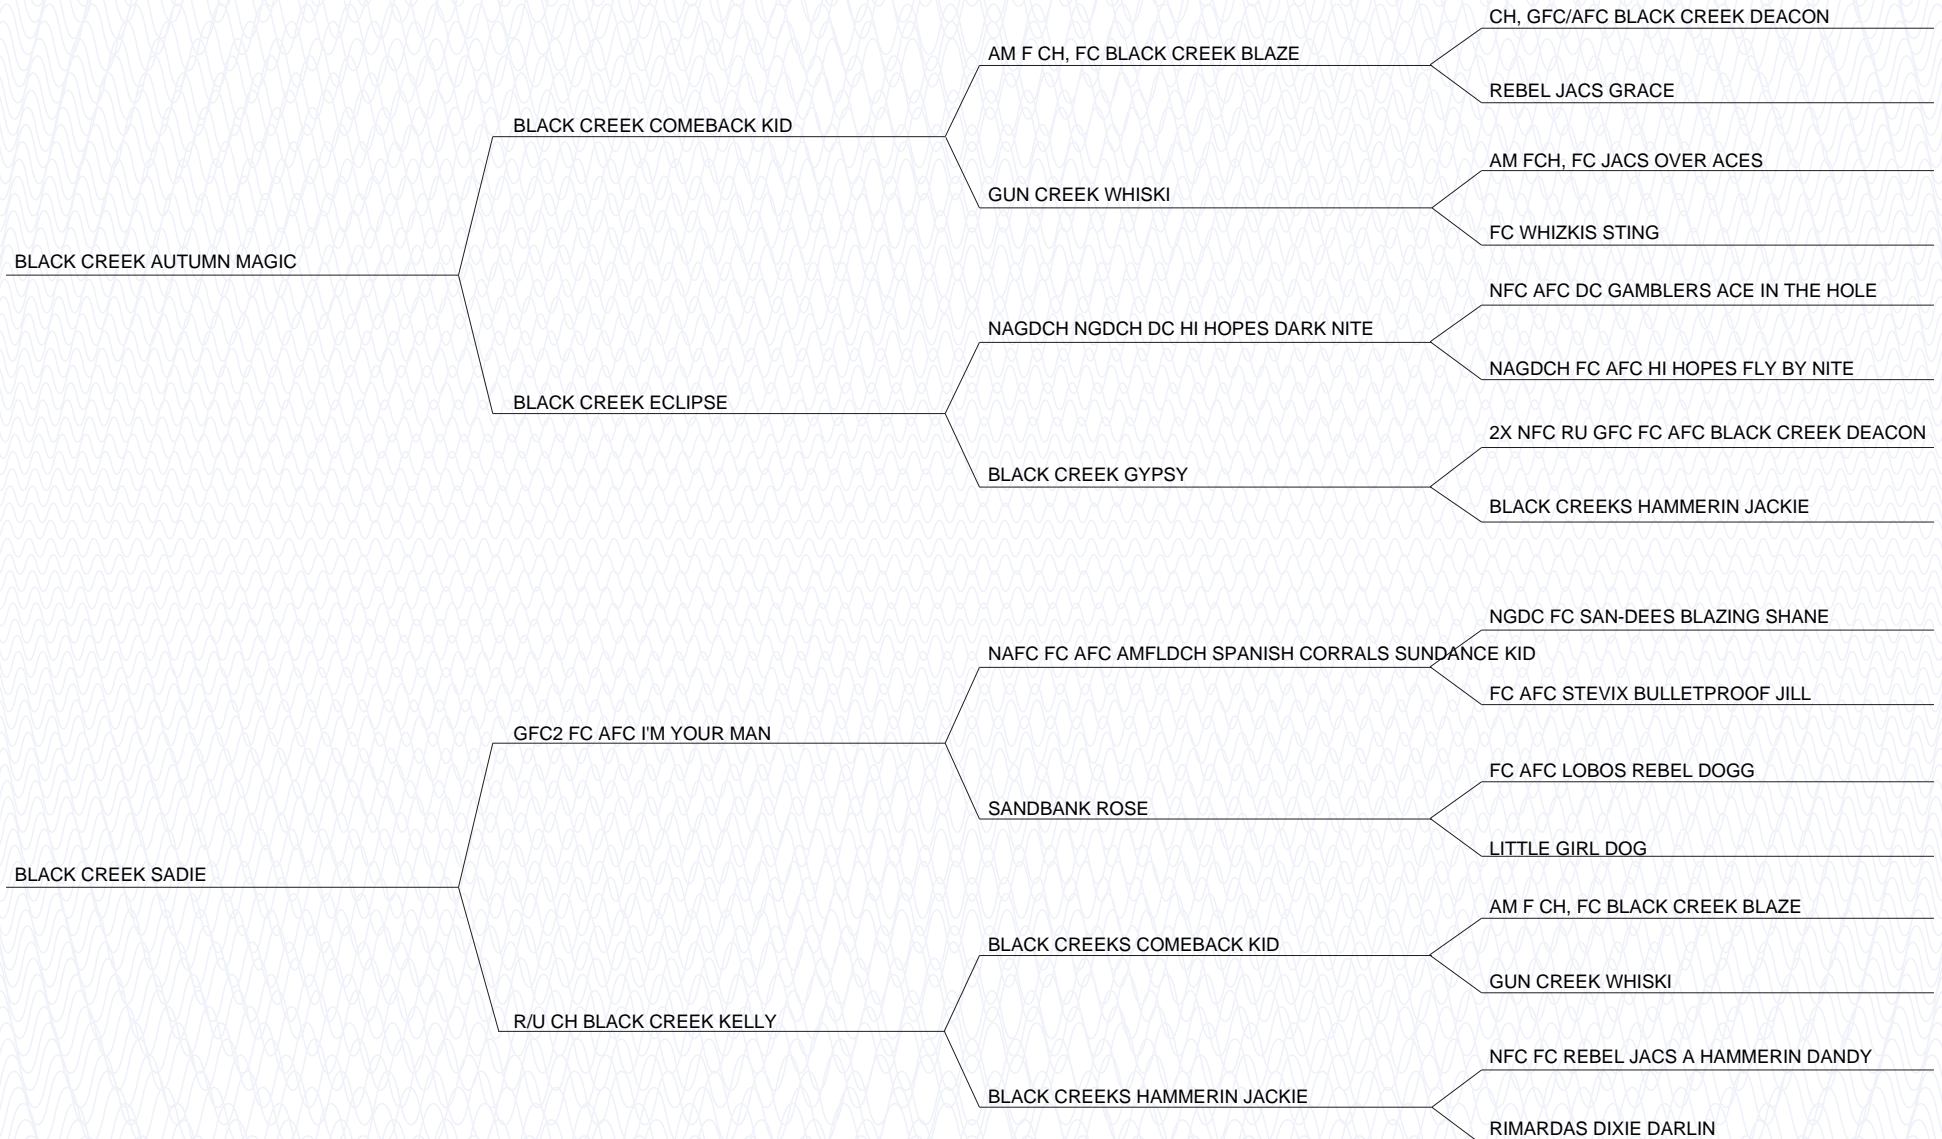 CH, GFC/AFC BLACK CREEK DEACON
AM F CH, FC BLACK CREEK BLAZE
REBEL JACS GRACE
BLACK CREEK COMEBACK KID
AM FCH, FC JACS OVER ACES
GUN CREEK WHISKI
FC WHIZKIS STING
BLACK CREEK AUTUMN MAGIC
NFC AFC DC GAMBLERS ACE IN THE HOLE
NAGDCH NGDCH DC HI HOPES DARK NITE
NAGDCH FC AFC HI HOPES FLY BY NITE
BLACK CREEK ECLIPSE
2X NFC RU GFC FC AFC BLACK CREEK DEACON
BLACK CREEK GYPSY
BLACK CREEKS HAMMERIN JACKIE
NGDC FC SAN-DEES BLAZING SHANE
NAFC FC AFC AMFLDCH SPANISH CORRALS SUNDANCE KID
FC AFC STEVIX BULLETPROOF JILL
GFC2 FC AFC I'M YOUR MAN
FC AFC LOBOS REBEL DOGG
SANDBANK ROSE
LITTLE GIRL DOG
BLACK CREEK SADIE
AM F CH, FC BLACK CREEK BLAZE
BLACK CREEKS COMEBACK KID
GUN CREEK WHISKI
R/U CH BLACK CREEK KELLY
NFC FC REBEL JACS A HAMMERIN DANDY
BLACK CREEKS HAMMERIN JACKIE
RIMARDAS DIXIE DARLIN